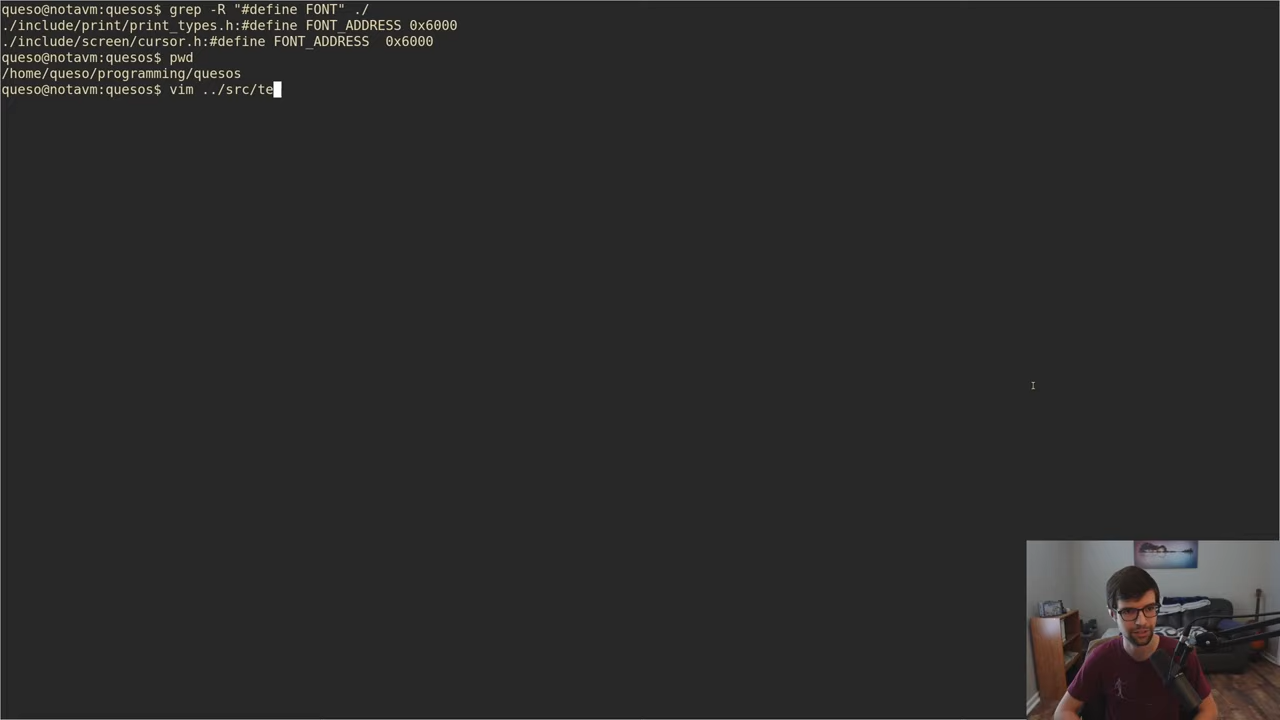 queso@notavm:quesos$ grep -R "#define FONT" ./
./include/print/print_types.h:#define FONT_ADDRESS 0x6000
./include/screen/cursor.h:#define FONT_ADDRESS  0x6000
queso@notavm:quesos$ pwd
/home/queso/programming/quesos
queso@notavm:quesos$ vim ../src/te